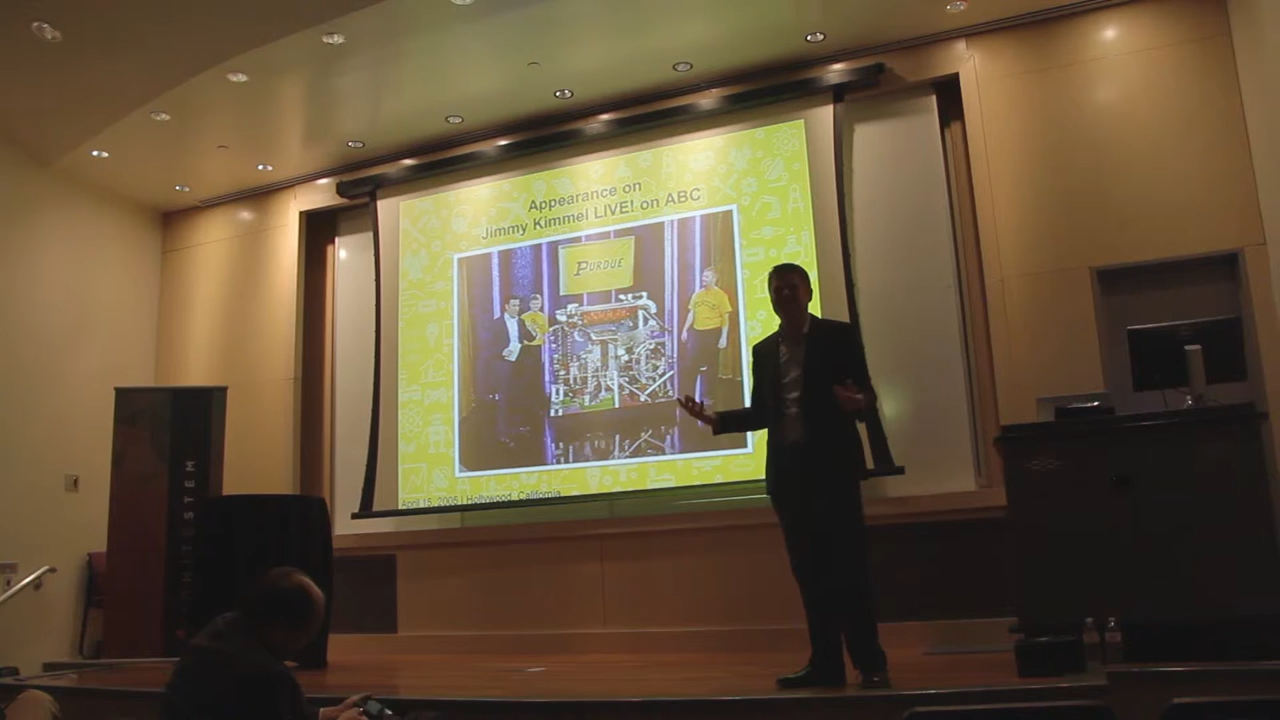 Appearance on
Jimmy Kimmel LIVE! on ABC
PURDUE
April 15, 2005 | Hollywood, California